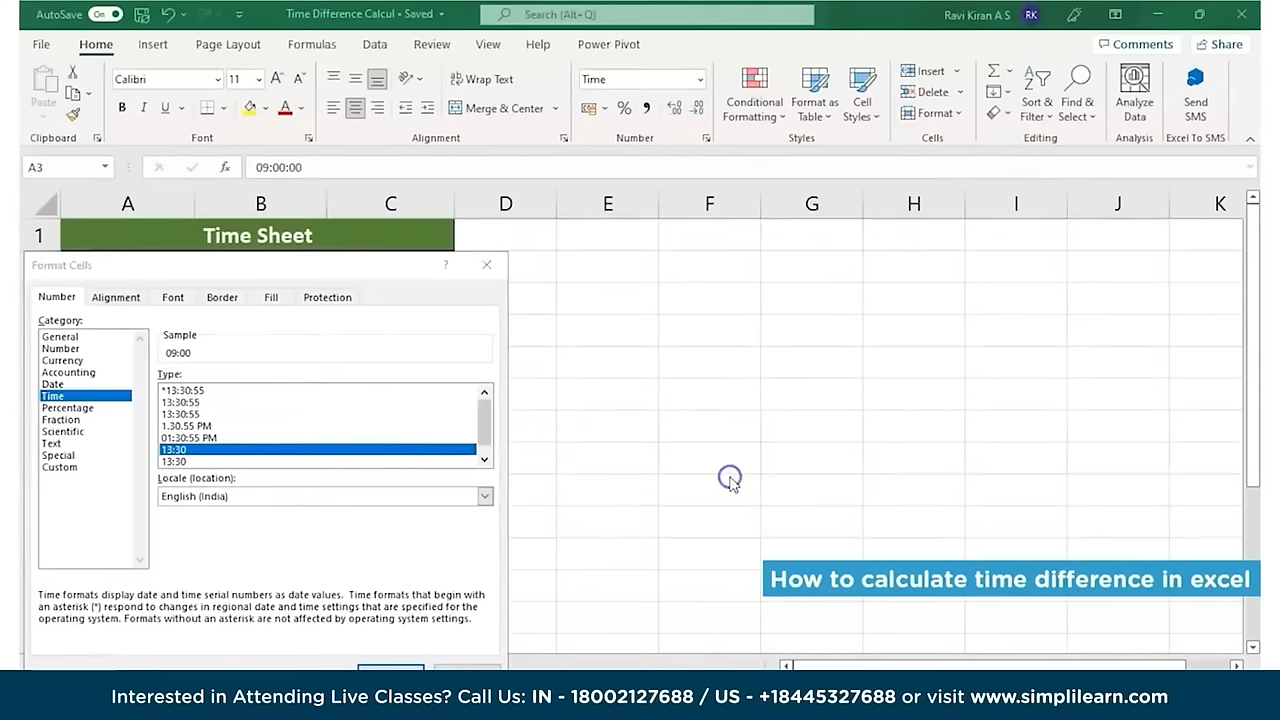 AutoSave On Time Difference Calcul • Saved Search (Alt+Q) Ravi Kiran A S RK
File Home Insert Page Layout Formulas Data Review View Help Power Pivot Comments Share
Calibri 11 Wrap Text Time Insert
Paste B I U Merge & Center Conditional Formatting Format as Table Cell Styles Delete Format Sort & Filter Find & Select Analyze Data Send SMS
Clipboard Font Alignment Number Styles Cells Editing Analysis Excel To SMS
A3 fx 09:00:00
A B C D E F G H I J K
1 Time Sheet
Format Cells ?
Number Alignment Font Border Fill Protection
Category:
General
Number
Currency
Accounting
Date
Time
Percentage
Fraction
Scientific
Text
Special
Custom
Sample
09:00
Type:
*13:30:55
13:30:55
13:30:55
1.30.55 PM
01:30:55 PM
13:30
13:30
Locale (location):
English (India)
Time formats display date and time serial numbers as date values. Time formats that begin with
an asterisk (*) respond to changes in regional date and time settings that are specified for the
operating system. Formats without an asterisk are not affected by operating system settings.
How to calculate time difference in excel
Interested in Attending Live Classes? Call Us: IN - 18002127688 / US - +18445327688 or visit www.simplilearn.com